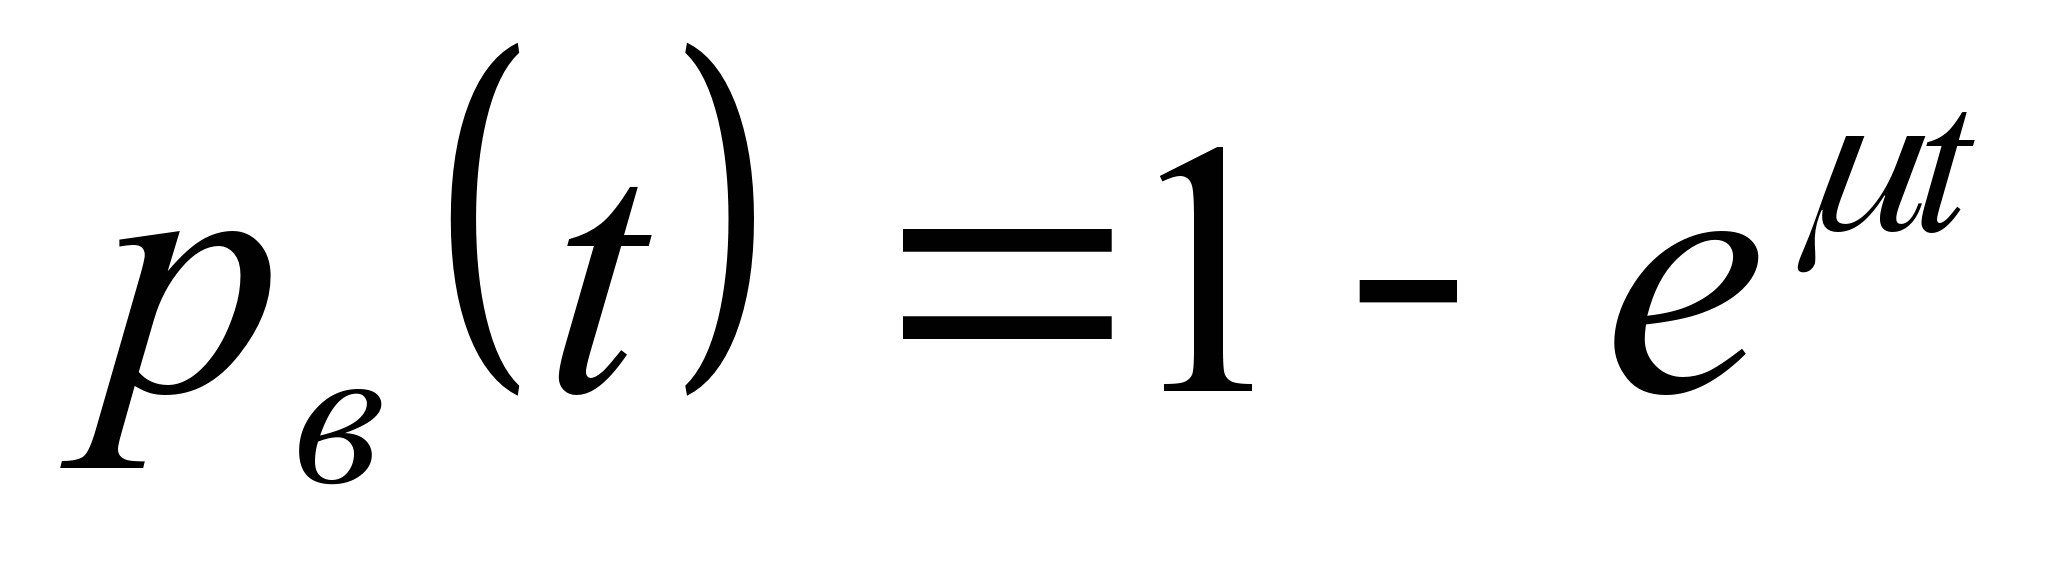 pв(t) = 1 - e^μt